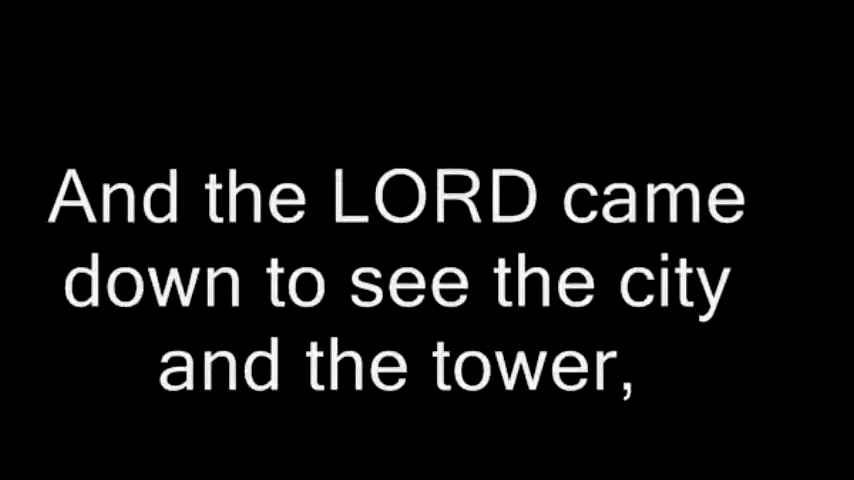 And the LORD came
down to see the city
and the tower,